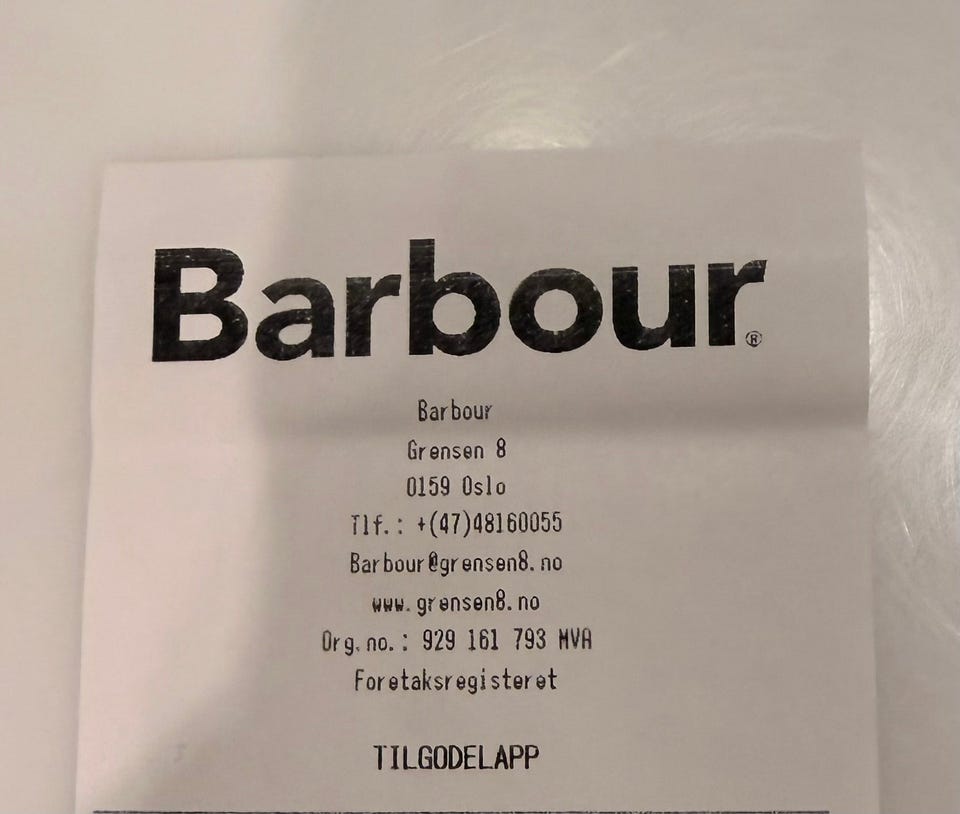 Barbour®
Barbour
Grensen 8
0159 Oslo
Tlf.: +(47)48160055
Barbour@grensen8.no
www.grensen8.no
Org.no.: 929 161 793 MVA
Foretaksregisteret
TILGODELAPP